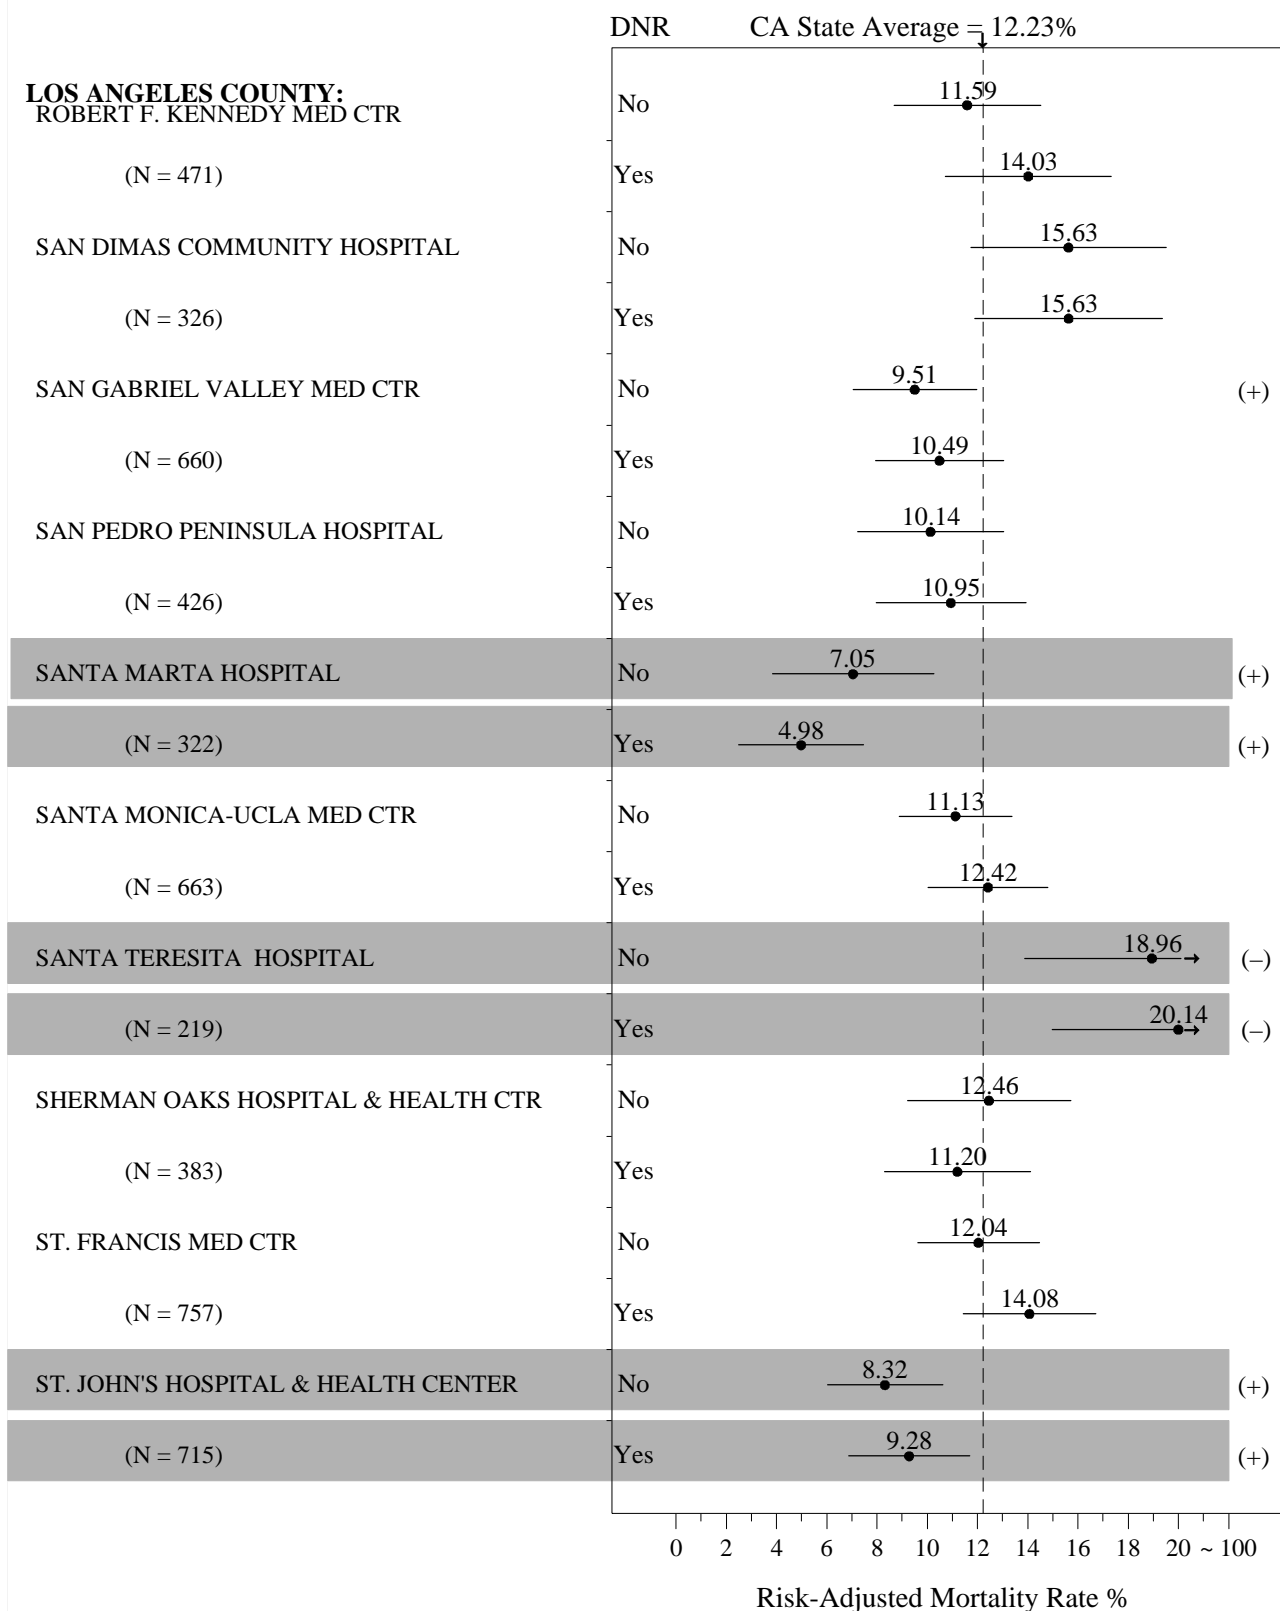 DNR CA State Average = 12.23%
LOS ANGELES COUNTY:
ROBERT F. KENNEDY MED CTR No 11.59
(N = 471) Yes 14.03
SAN DIMAS COMMUNITY HOSPITAL No 15.63
(N = 326) Yes 15.63
SAN GABRIEL VALLEY MED CTR No 9.51 (+)
(N = 660) Yes 10.49
SAN PEDRO PENINSULA HOSPITAL No 10.14
(N = 426) Yes 10.95
SANTA MARTA HOSPITAL No 7.05 (+)
(N = 322) Yes 4.98 (+)
SANTA MONICA-UCLA MED CTR No 11.13
(N = 663) Yes 12.42
SANTA TERESITA HOSPITAL No 18.96 (–)
(N = 219) Yes 20.14 (–)
SHERMAN OAKS HOSPITAL & HEALTH CTR No 12.46
(N = 383) Yes 11.20
ST. FRANCIS MED CTR No 12.04
(N = 757) Yes 14.08
ST. JOHN'S HOSPITAL & HEALTH CENTER No 8.32 (+)
(N = 715) Yes 9.28 (+)
0 2 4 6 8 10 12 14 16 18 20 ~ 100
Risk-Adjusted Mortality Rate %